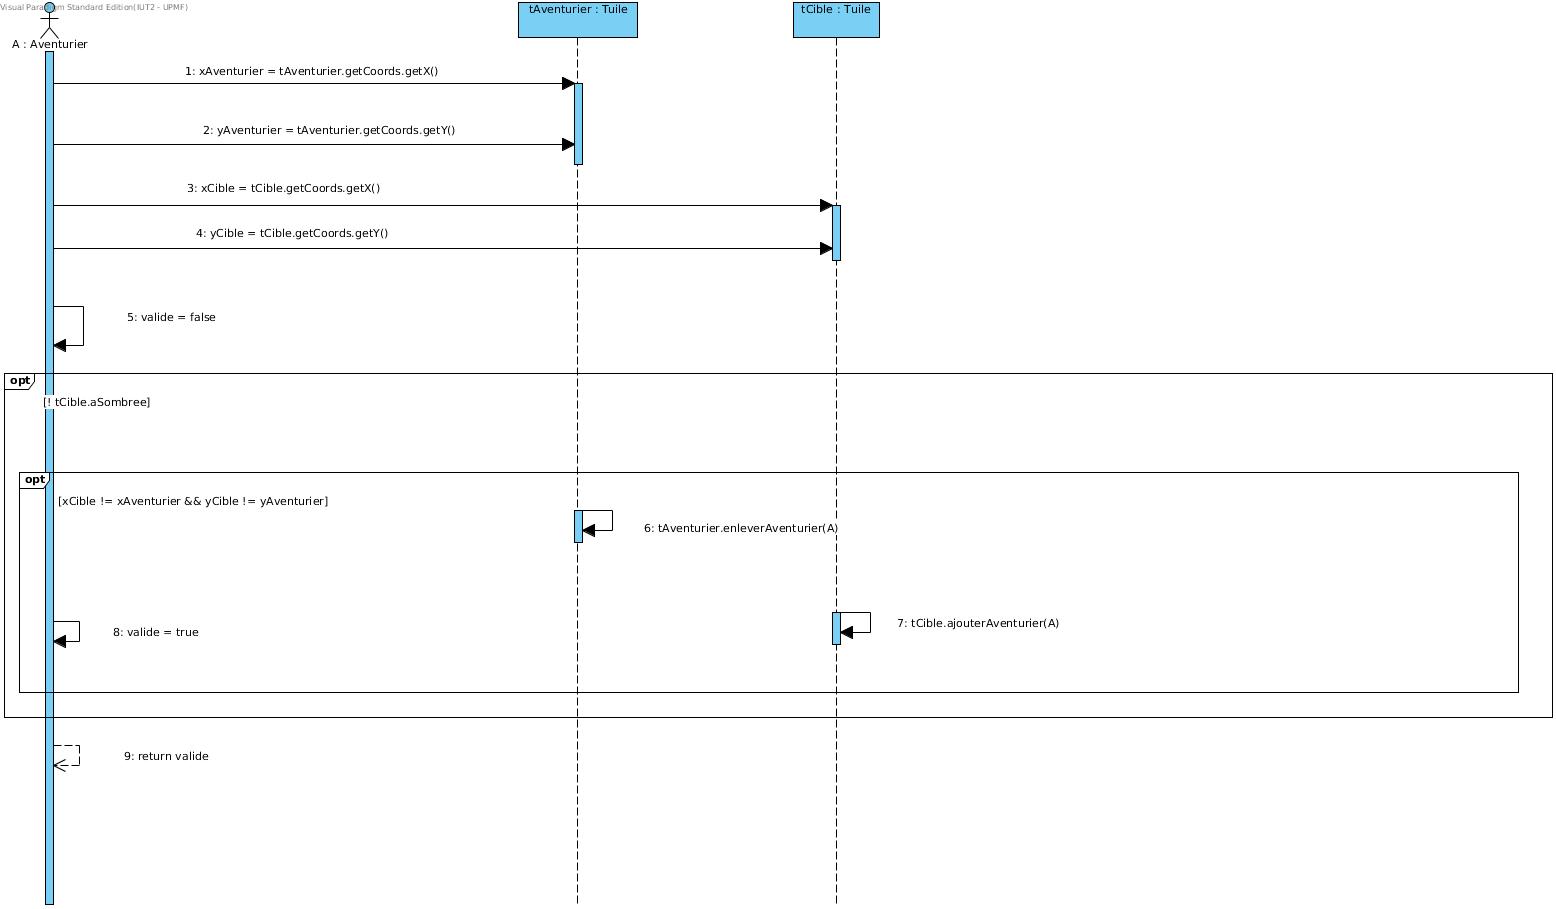 Visual Paradigm Standard Edition(IUT2 - UPMF)
A : Aventurier
tAventurier : Tuile
tCible : Tuile
1: xAventurier = tAventurier.getCoords.getX()
2: yAventurier = tAventurier.getCoords.getY()
3: xCible = tCible.getCoords.getX()
4: yCible = tCible.getCoords.getY()
5: valide = false
opt
[! tCible.aSombree]
opt
[xCible != xAventurier && yCible != yAventurier]
6: tAventurier.enleverAventurier(A)
7: tCible.ajouterAventurier(A)
8: valide = true
9: return valide